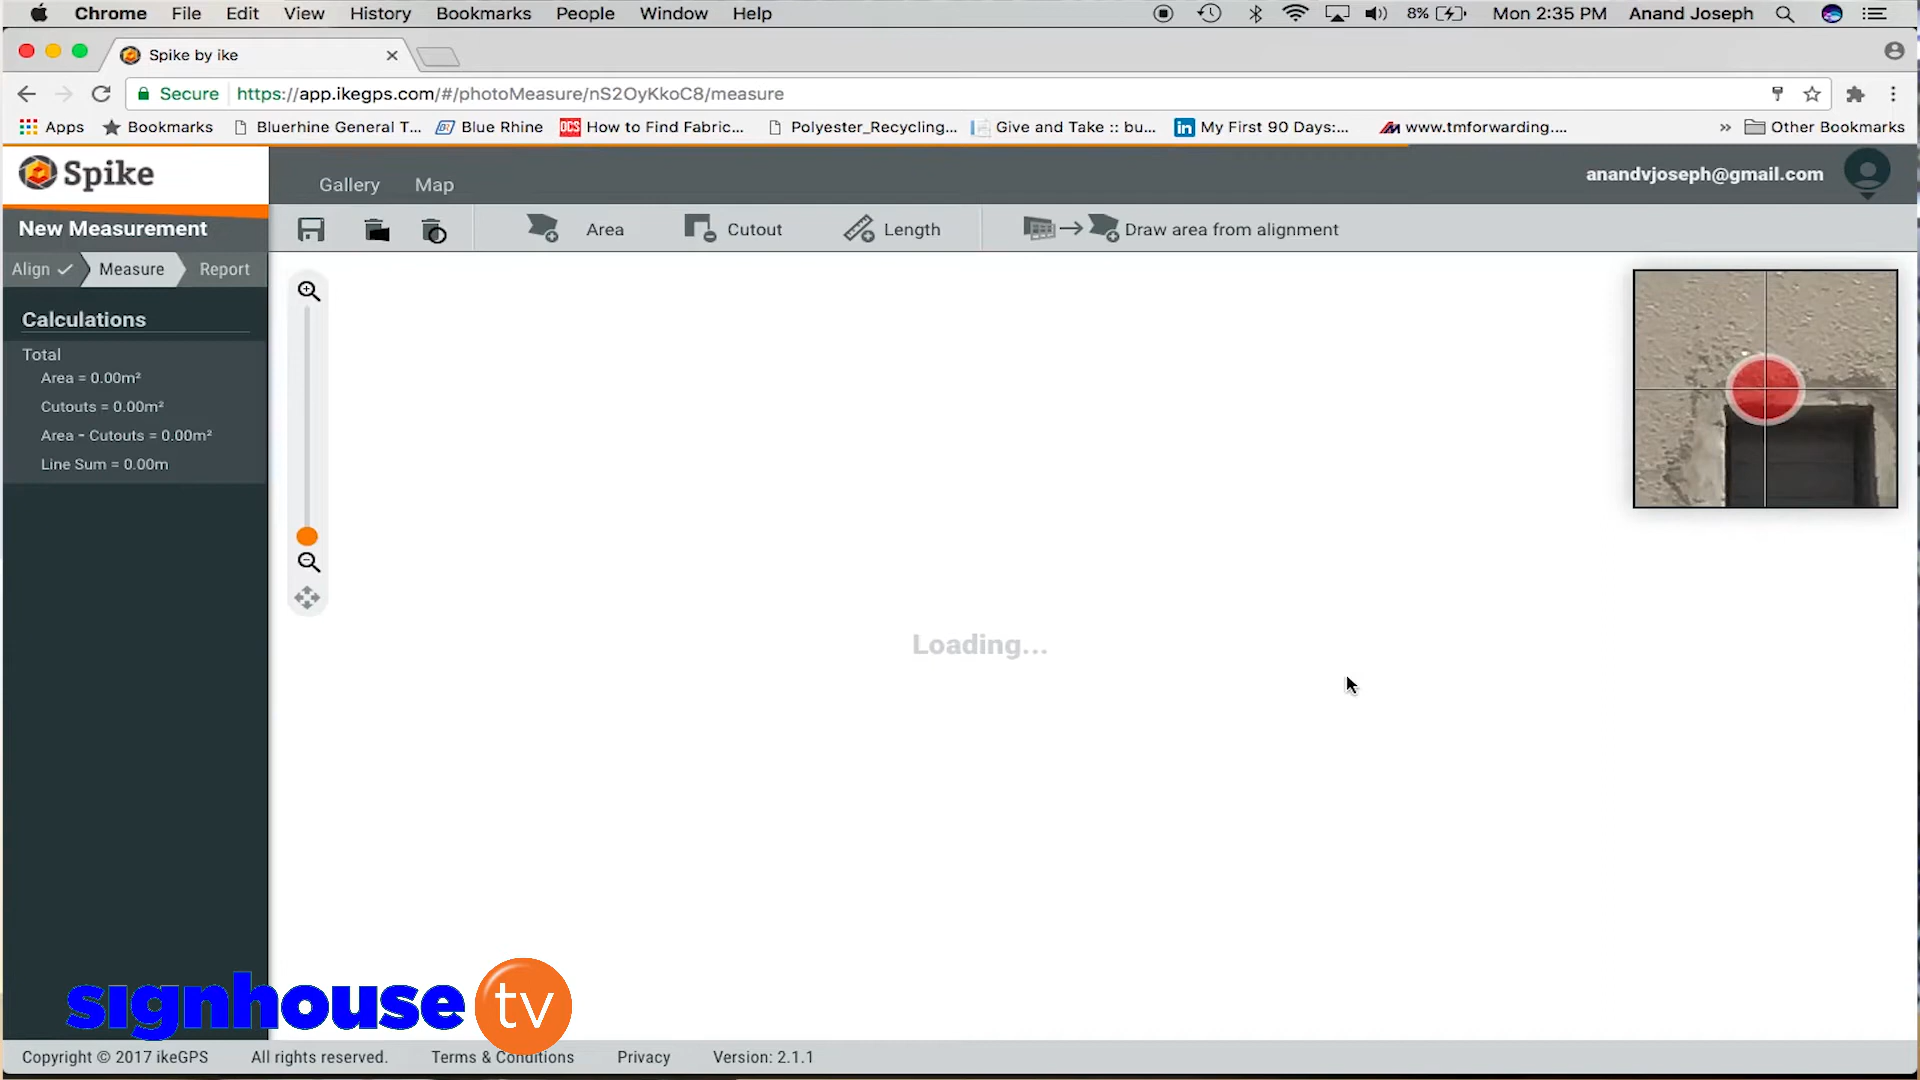 Chrome File Edit View History Bookmarks People Window Help 8% Mon 2:35 PM Anand Joseph
Spike by ike
Secure https://app.ikegps.com/#/photoMeasure/nS2OyKkoC8/measure
Apps Bookmarks Bluerhine General T... Blue Rhine How to Find Fabric... Polyester_Recycling... Give and Take :: bu... My First 90 Days:... www.tmforwarding.... » Other Bookmarks
Spike
Gallery Map anandvjoseph@gmail.com
New Measurement
Area Cutout Length Draw area from alignment
Align Measure Report
Calculations
Total
Area = 0.00m²
Cutouts = 0.00m²
Area - Cutouts = 0.00m²
Line Sum = 0.00m
Loading...
signhouse tv
Copyright © 2017 ikeGPS All rights reserved. Terms & Conditions Privacy Version: 2.1.1